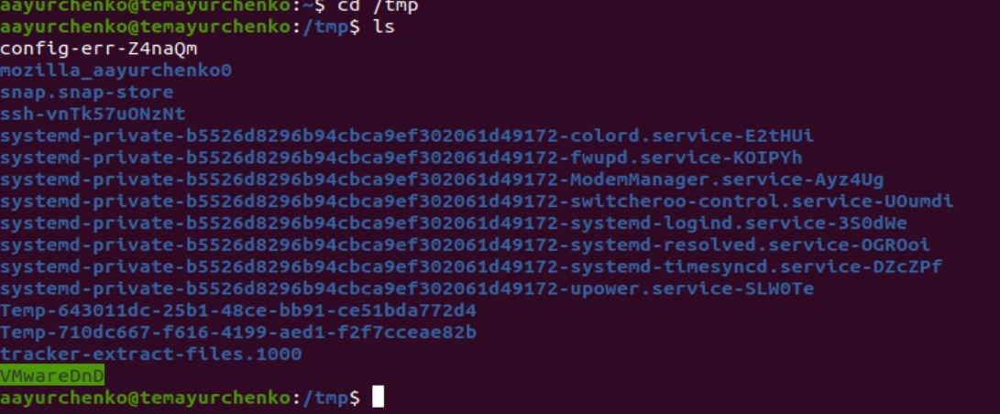 aayurchenko@temayurchenko:~$ cd /tmp
aayurchenko@temayurchenko:/tmp$ ls
config-err-Z4naQm
mozilla_aayurchenko0
snap.snap-store
ssh-vnTk57uONzNt
systemd-private-b5526d8296b94cbca9ef302061d49172-colord.service-E2tHUi
systemd-private-b5526d8296b94cbca9ef302061d49172-fwupd.service-KOIPYh
systemd-private-b5526d8296b94cbca9ef302061d49172-ModemManager.service-Ayz4Ug
systemd-private-b5526d8296b94cbca9ef302061d49172-switcheroo-control.service-UOumdi
systemd-private-b5526d8296b94cbca9ef302061d49172-systemd-logind.service-3S0dWe
systemd-private-b5526d8296b94cbca9ef302061d49172-systemd-resolved.service-OGROoi
systemd-private-b5526d8296b94cbca9ef302061d49172-systemd-timesyncd.service-DZcZPf
systemd-private-b5526d8296b94cbca9ef302061d49172-upower.service-SLW0Te
Temp-643011dc-25b1-48ce-bb91-ce51bda772d4
Temp-710dc667-f616-4199-aed1-f2f7cceae82b
tracker-extract-files.1000
VMwareDnD
aayurchenko@temayurchenko:/tmp$